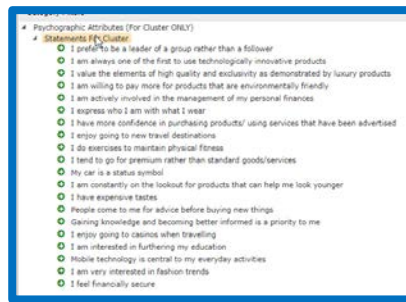 Psychographic Attributes (For Cluster ONLY)
Statements For Cluster
I prefer to be a leader of a group rather than a follower
I am always one of the first to use technologically innovative products
I value the elements of high quality and exclusivity as demonstrated by luxury products
I am willing to pay more for products that are environmentally friendly
I am actively involved in the management of my personal finances
I express who I am with what I wear
I have more confidence in purchasing products/ using services that have been advertised
I enjoy going to new travel destinations
I do exercises to maintain physical fitness
I tend to go for premium rather than standard goods/services
My car is a status symbol
I am constantly on the lookout for products that can help me look younger
I have expensive tastes
People come to me for advice before buying new things
Gaining knowledge and becoming better informed is a priority to me
I enjoy going to casinos when travelling
I am interested in furthering my education
Mobile technology is central to my everyday activities
I am very interested in fashion trends
I feel financially secure